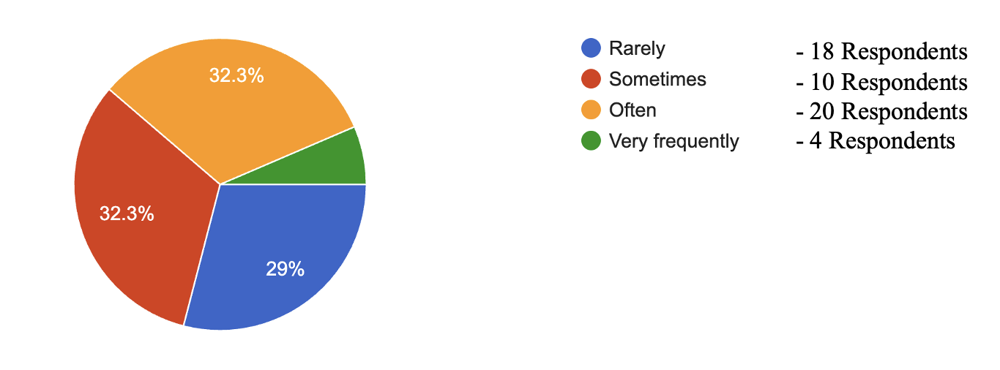 32.3%
32.3%
29%
Rarely - 18 Respondents
Sometimes - 10 Respondents
Often - 20 Respondents
Very frequently - 4 Respondents